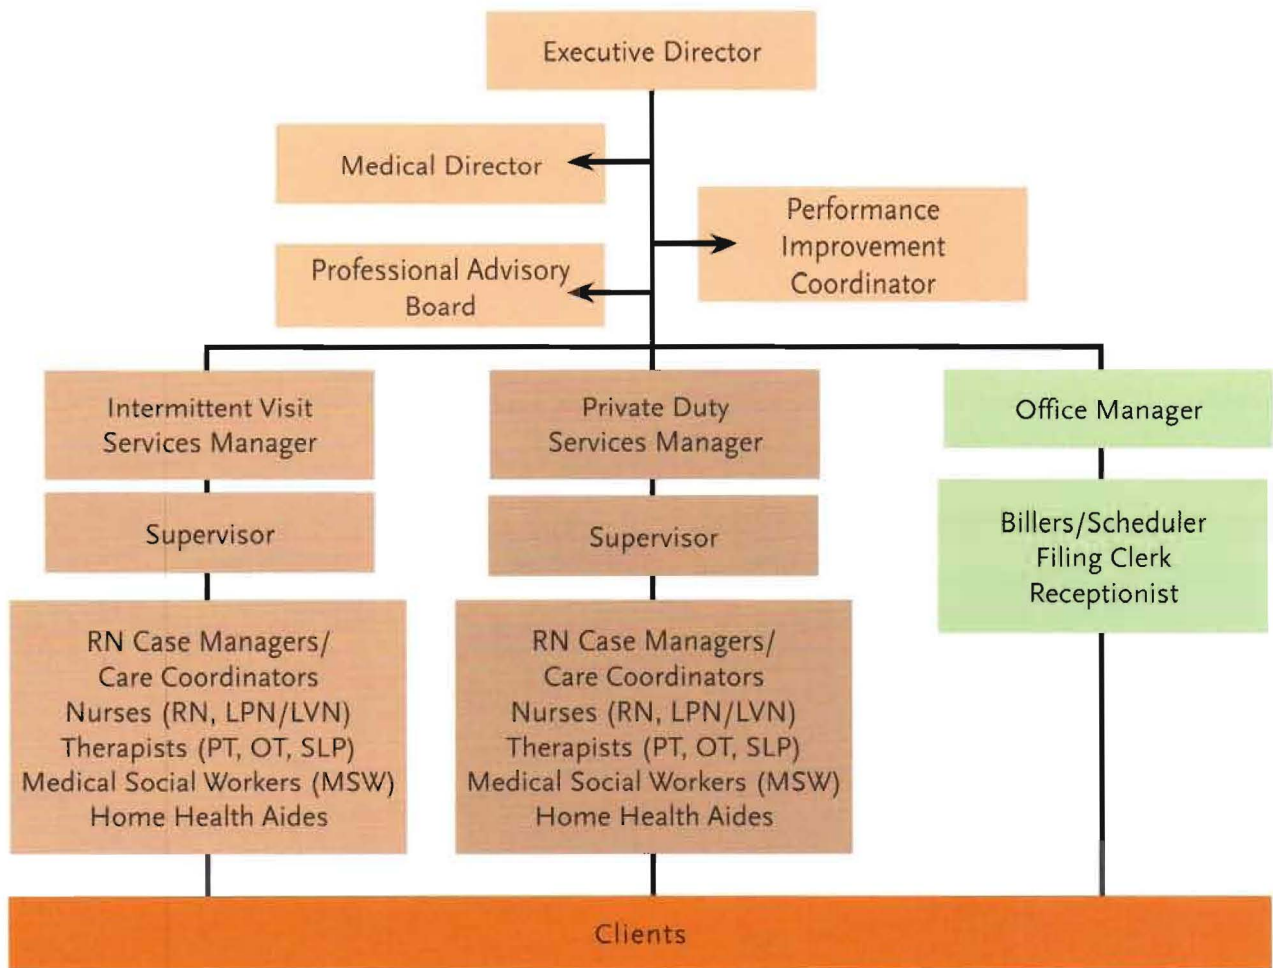 Executive Director
Medical Director
Performance
Improvement
Coordinator
Professional Advisory
Board
Intermittent Visit
Services Manager
Private Duty
Services Manager
Office Manager
Supervisor
Supervisor
Billers/Scheduler
Filing Clerk
Receptionist
RN Case Managers/
Care Coordinators
Nurses (RN, LPN/LVN)
Therapists (PT, OT, SLP)
Medical Social Workers (MSW)
Home Health Aides
RN Case Managers/
Care Coordinators
Nurses (RN, LPN/LVN)
Therapists (PT, OT, SLP)
Medical Social Workers (MSW)
Home Health Aides
Clients